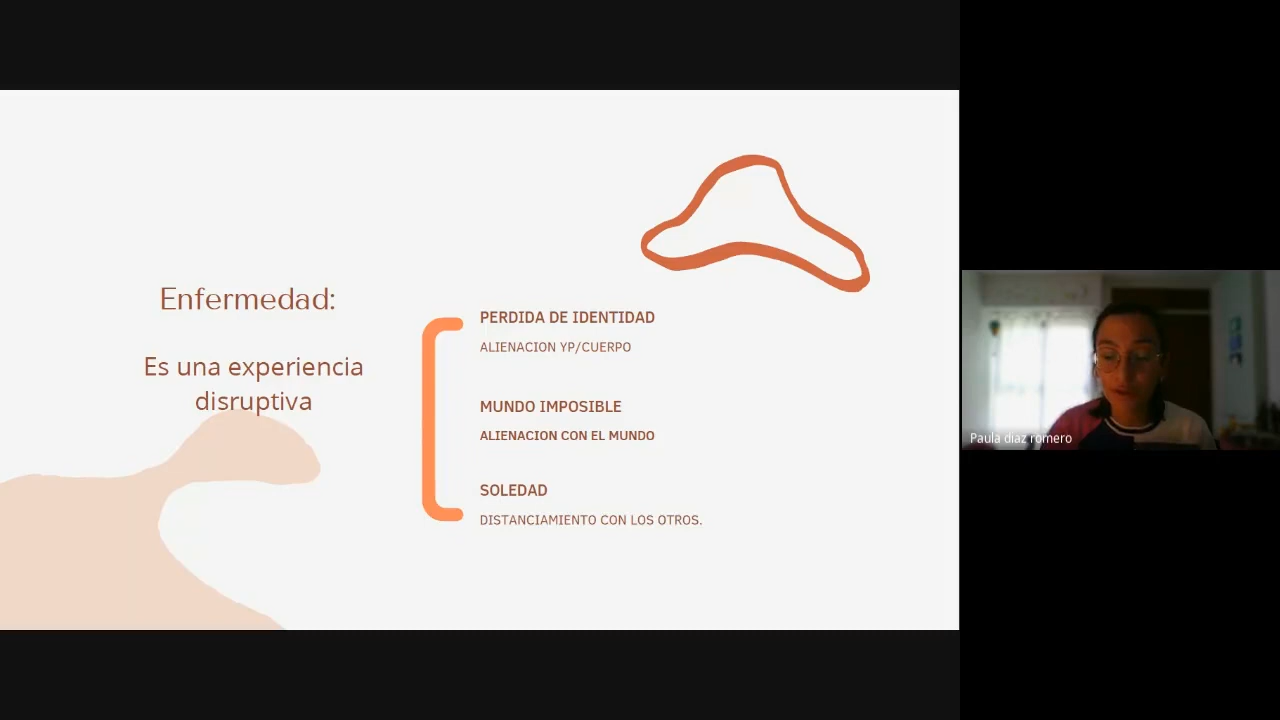 Enfermedad:
Es una experiencia
disruptiva
PERDIDA DE IDENTIDAD
ALIENACION YP/CUERPO
MUNDO IMPOSIBLE
ALIENACION CON EL MUNDO
SOLEDAD
DISTANCIAMIENTO CON LOS OTROS.
Paula diaz romero